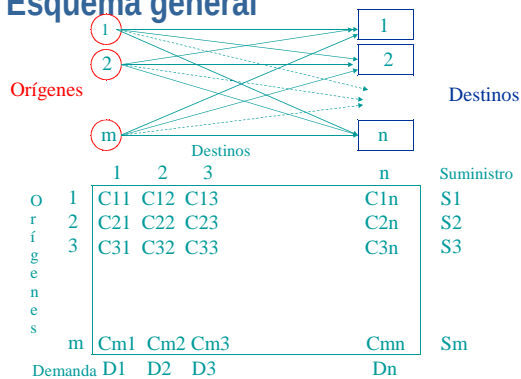 Esquema general
1 1
2 2
Orígenes
Destinos
m n
Destinos
1 2 3 n Suministro
Orígenes
1 C11 C12 C13 C1n S1
2 C21 C22 C23 C2n S2
3 C31 C32 C33 C3n S3
m Cm1 Cm2 Cm3 Cmn Sm
Demanda D1 D2 D3 Dn